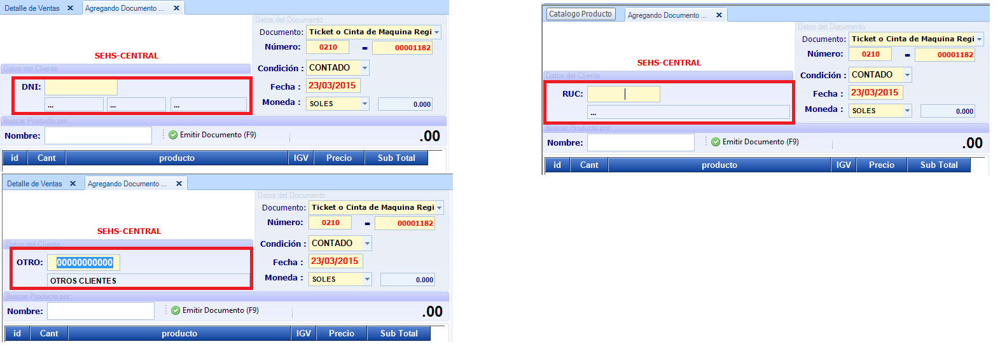 Detalle de Ventas
Agregando Documento ...
Datos del Documento
Documento: Ticket o Cinta de Maquina Regi
SEHS-CENTRAL
Número: 0210 - 00001182
Datos del Cliente
Condición : CONTADO
DNI:
Fecha : 23/03/2015
... ... ...
Moneda : SOLES 0.000
Buscar Producto por:
Nombre: Emitir Documento (F9) .00
id Cant producto IGV Precio Sub Total
Catalogo Producto
Agregando Documento ...
Datos del Documento
Documento: Ticket o Cinta de Maquina Regi
SEHS-CENTRAL
Número: 0210 - 00001182
Datos del Cliente
Condición : CONTADO
RUC:
Fecha : 23/03/2015
...
Moneda : SOLES 0.000
Buscar Producto por:
Nombre: Emitir Documento (F9) .00
id Cant producto IGV Precio Sub Total
Detalle de Ventas
Agregando Documento ...
Datos del Documento
Documento: Ticket o Cinta de Maquina Regi
SEHS-CENTRAL
Número: 0210 - 00001182
Datos del Cliente
Condición : CONTADO
OTRO: 00000000000
Fecha : 23/03/2015
OTROS CLIENTES
Moneda : SOLES 0.000
Buscar Producto por:
Nombre: Emitir Documento (F9) .00
id Cant producto IGV Precio Sub Total